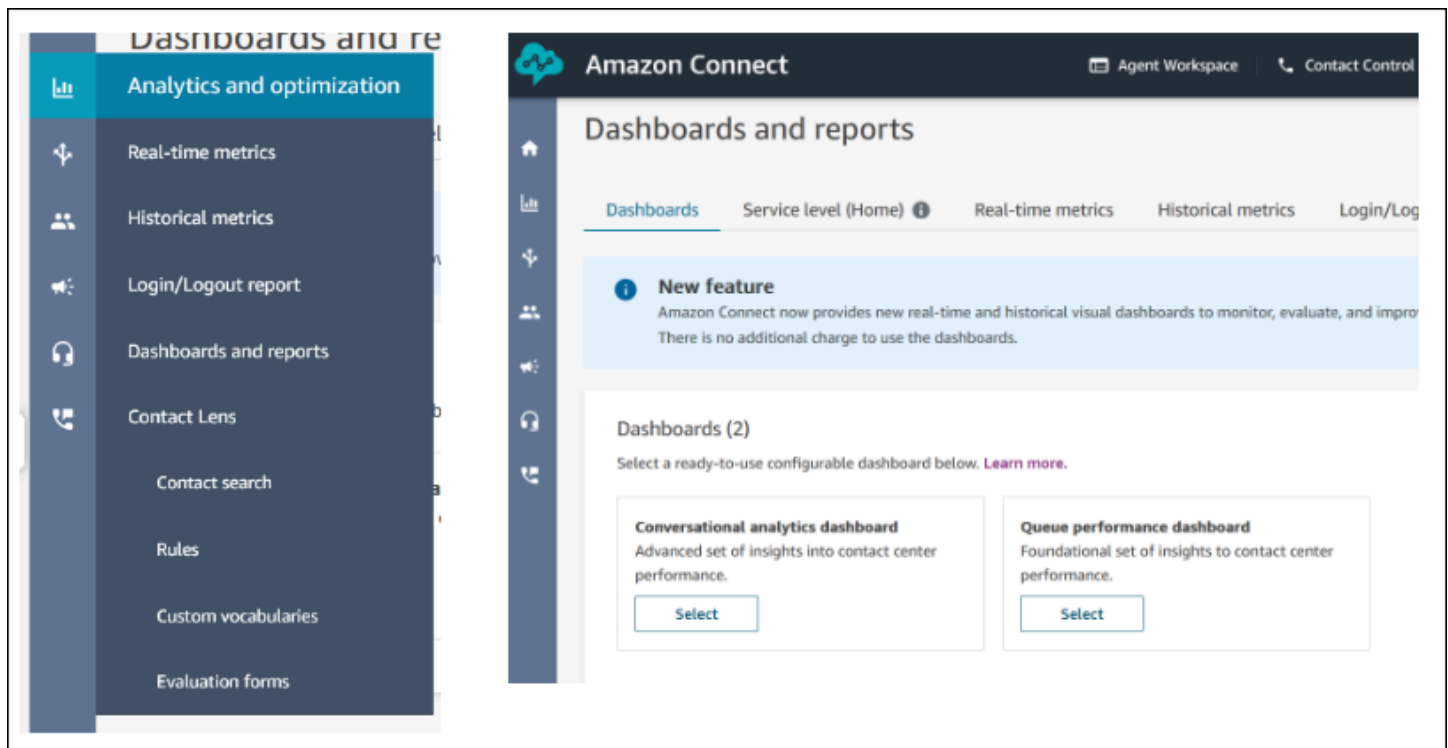 Dashboards and re
Analytics and optimization
Real-time metrics
Historical metrics
Login/Logout report
Dashboards and reports
Contact Lens
Contact search
Rules
Custom vocabularies
Evaluation forms
Amazon Connect
Agent Workspace
Contact Control
Dashboards and reports
Dashboards
Service level (Home)
Real-time metrics
Historical metrics
Login/Log
New feature
Amazon Connect now provides new real-time and historical visual dashboards to monitor, evaluate, and impro
There is no additional charge to use the dashboards.
Dashboards (2)
Select a ready-to-use configurable dashboard below. Learn more.
Conversational analytics dashboard
Advanced set of insights into contact center
performance.
Select
Queue performance dashboard
Foundational set of insights to contact center
performance.
Select